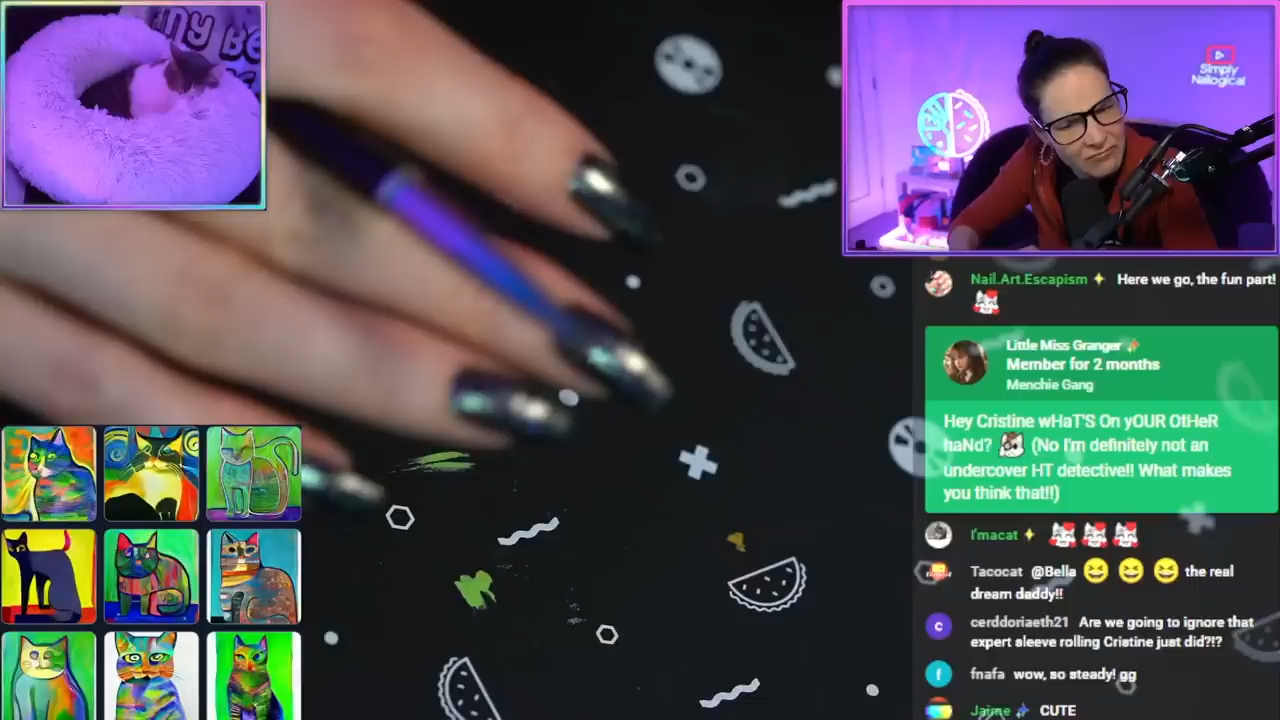 MY BE
Simply
Nailogical
Nail.Art.Escapism Here we go, the fun part!
Little Miss Granger
Member for 2 months
Menchie Gang
Hey Cristine wHaT'S On yOUR OtHeR
haNd? (No I'm definitely not an
undercover HT detective!! What makes
you think that!!)
I'macat
Tacocat @Bella the real
dream daddy!!
c
cerddoriaeth21 Are we going to ignore that
expert sleeve rolling Cristine just did?!?
f
fnafa wow, so steady! gg
Jaime CUTE